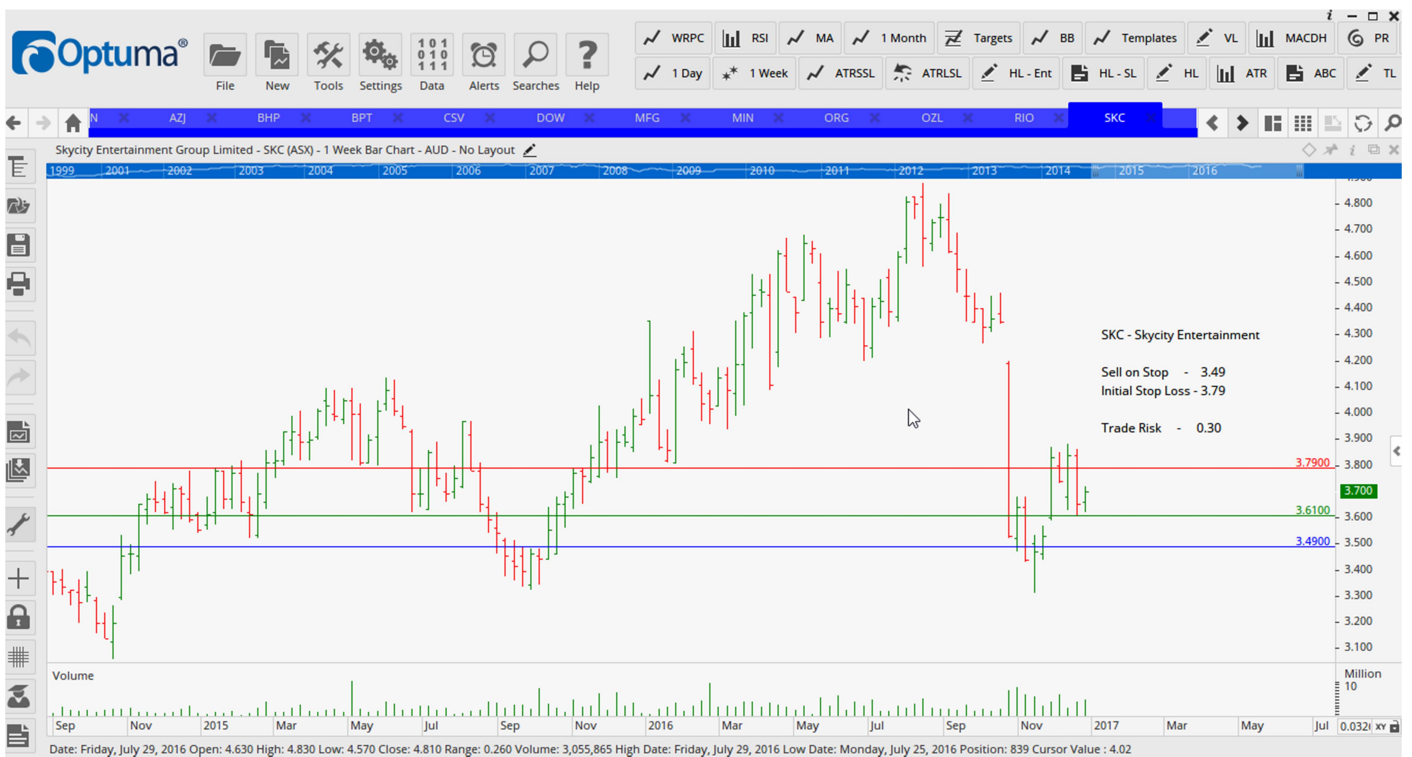 i
Optuma®
File New Tools Settings Data Alerts Searches Help
101
010
111
WRPC RSI MA 1 Month Targets BB Templates VL MACDH PR
1 Day 1 Week ATRSSL ATRLSL HL - Ent HL - SL HL ATR ABC TL
N AZJ BHP BPT CSV DOW MFG MIN ORG OZL RIO SKC
Skycity Entertainment Group Limited - SKC (ASX) - 1 Week Bar Chart - AUD - No Layout
1999 2001 2002 2003 2004 2005 2006 2007 2008 2009 2010 2011 2012 2013 2014 2015 2016
4.800
4.700
4.600
4.500
4.400
4.300
SKC - Skycity Entertainment
4.200
Sell on Stop - 3.49
Initial Stop Loss - 3.79
4.100
4.000
Trade Risk - 0.30
3.900
3.7900
3.800
3.700
3.6100
3.600
3.4900
3.500
3.400
3.300
3.200
3.100
Volume
Million
10
Sep Nov 2015 Mar May Jul Sep Nov 2016 Mar May Jul Sep Nov 2017 Mar May Jul XY
Date: Friday, July 29, 2016 Open: 4.630 High: 4.830 Low: 4.570 Close: 4.810 Range: 0.260 Volume: 3,055,865 High Date: Friday, July 29, 2016 Low Date: Monday, July 25, 2016 Position: 839 Cursor Value : 4.02